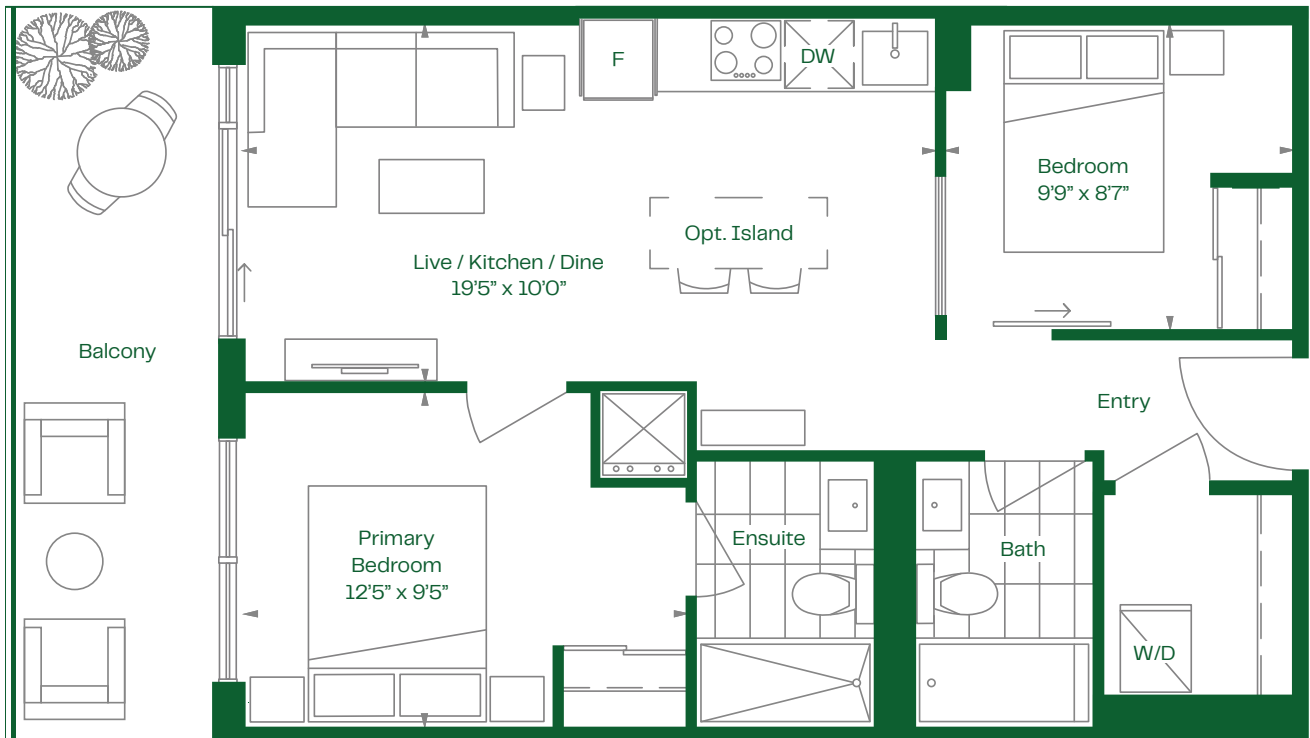 F
DW
Bedroom
9’9” x 8’7”
Opt. Island
Live / Kitchen / Dine
19’5” x 10’0”
Balcony
Entry
Primary
Bedroom
12’5” x 9’5”
Ensuite
Bath
W/D